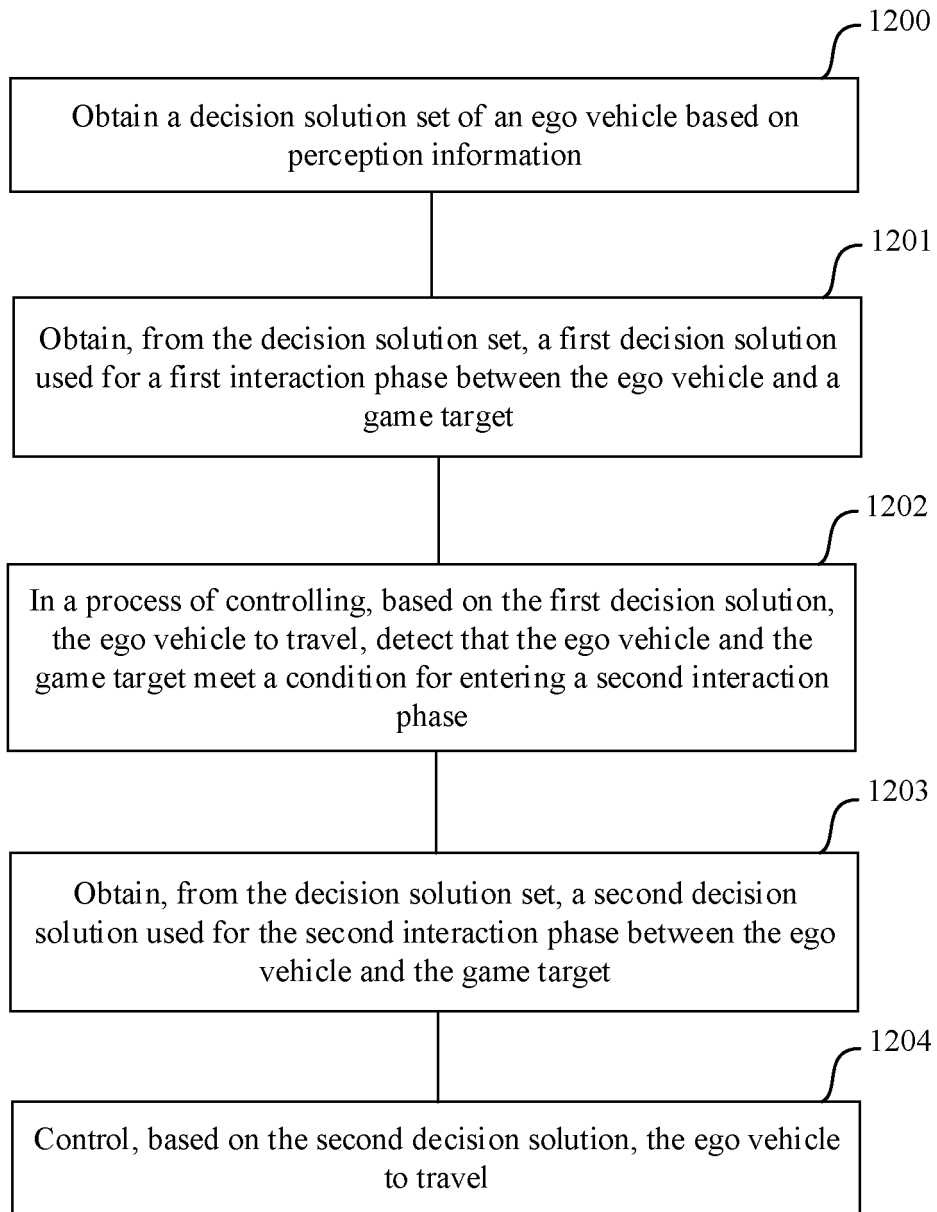 1200
Obtain a decision solution set of an ego vehicle based on
perception information
1201
Obtain, from the decision solution set, a first decision solution
used for a first interaction phase between the ego vehicle and a
game target
1202
In a process of controlling, based on the first decision solution,
the ego vehicle to travel, detect that the ego vehicle and the
game target meet a condition for entering a second interaction
phase
1203
Obtain, from the decision solution set, a second decision
solution used for the second interaction phase between the ego
vehicle and the game target
1204
Control, based on the second decision solution, the ego vehicle
to travel